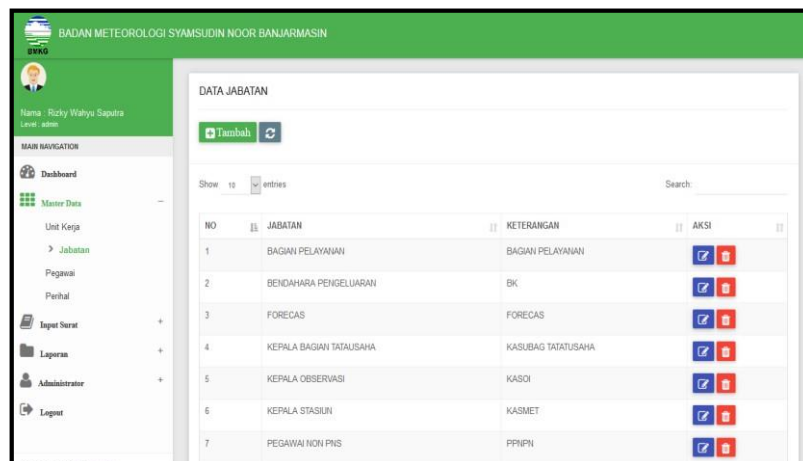 BADAN METEOROLOGI SYAMSUDIN NOOR BANJARMASIN
BMKG
Nama : Rizky Wahyu Saputra
Level : admin
MAIN NAVIGATION
Dashboard
Master Data −
Unit Kerja
> Jabatan
Pegawai
Perihal
Input Surat +
Laporan +
Administrator +
Logout
DATA JABATAN
Tambah
Show 10 entries
Search:
NO JABATAN KETERANGAN AKSI
1 BAGIAN PELAYANAN BAGIAN PELAYANAN
2 BENDAHARA PENGELUARAN BK
3 FORECAS FORECAS
4 KEPALA BAGIAN TATAUSAHA KASUBAG TATATUSAHA
5 KEPALA OBSERVASI KASOI
6 KEPALA STASIUN KASMET
7 PEGAWAI NON PNS PPNPN